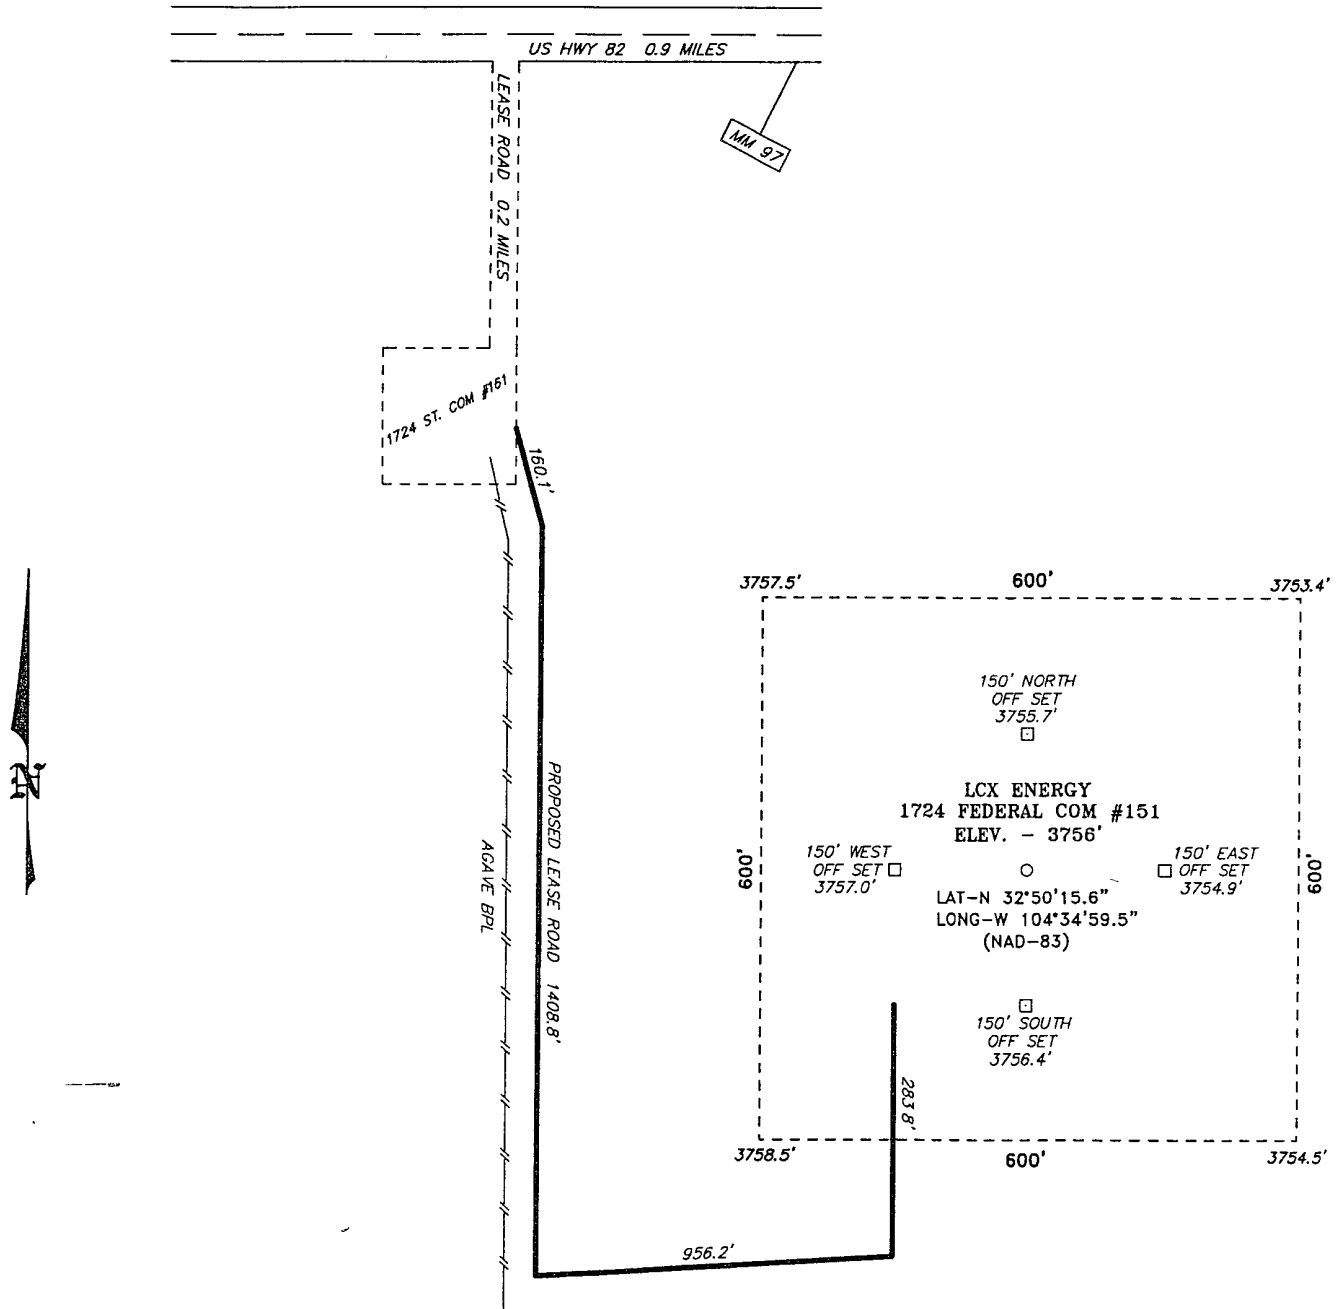 US HWY 82 0.9 MILES
MM 97
LEASE ROAD 0.2 MILES
1724 ST. COM #161
160.1'
3757.5'
600'
3753.4'
150' NORTH
OFF SET
3755.7'
LCX ENERGY
1724 FEDERAL COM #151
ELEV. - 3756'
150' WEST
OFF SET
3757.0'
150' EAST
OFF SET
3754.9'
600'
600'
LAT-N 32°50'15.6"
LONG-W 104°34'59.5"
(NAD-83)
150' SOUTH
OFF SET
3756.4'
PROPOSED LEASE ROAD 1408.8'
AGAVE BPL
283.8'
3758.5'
600'
3754.5'
956.2'
N